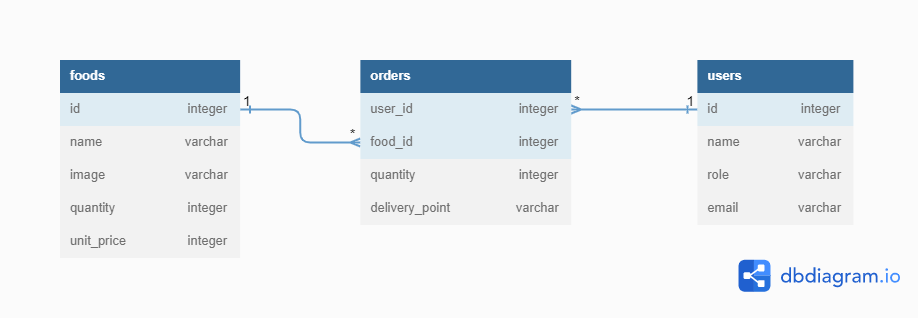 foods
id integer
name varchar
image varchar
quantity integer
unit_price integer
1
*
orders
user_id integer
food_id integer
quantity integer
delivery_point varchar
*
1
users
id integer
name varchar
role varchar
email varchar
dbdiagram.io